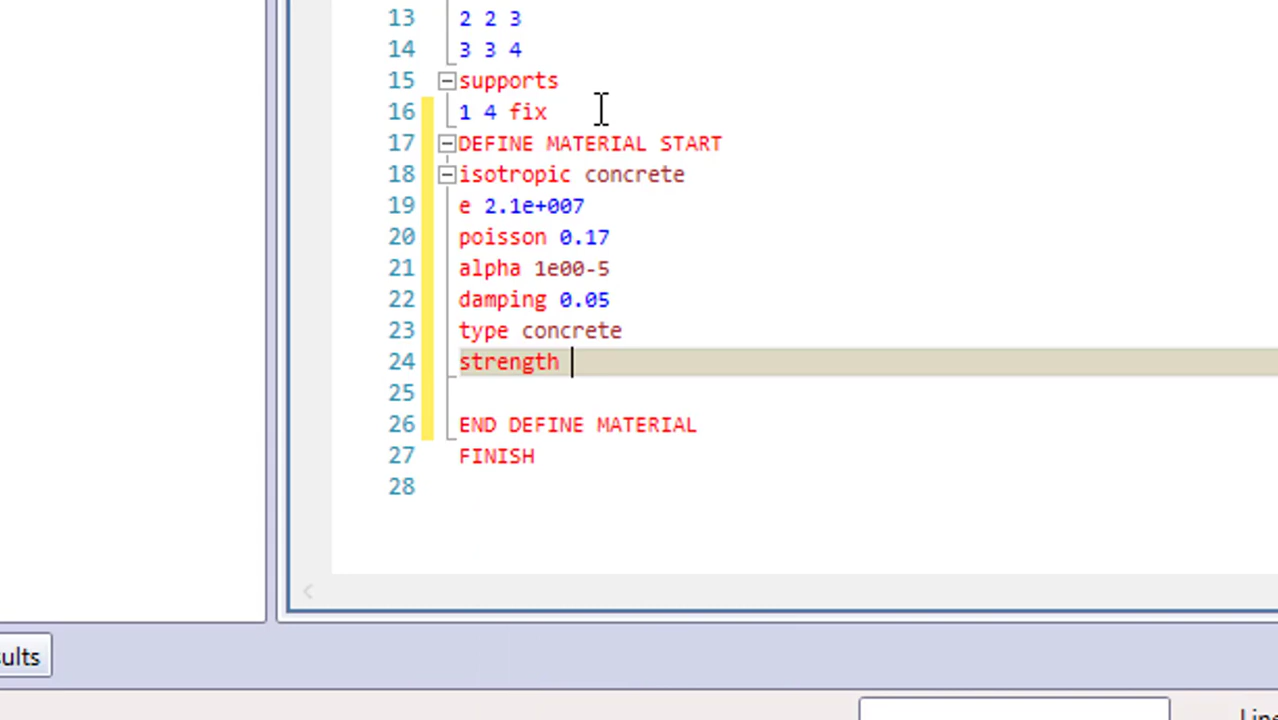 13 2 2 3
14 3 3 4
15 supports
16 1 4 fix
17 DEFINE MATERIAL START
18 isotropic concrete
19 e 2.1e+007
20 poisson 0.17
21 alpha 1e00-5
22 damping 0.05
23 type concrete
24 strength
25
26 END DEFINE MATERIAL
27 FINISH
28
ults